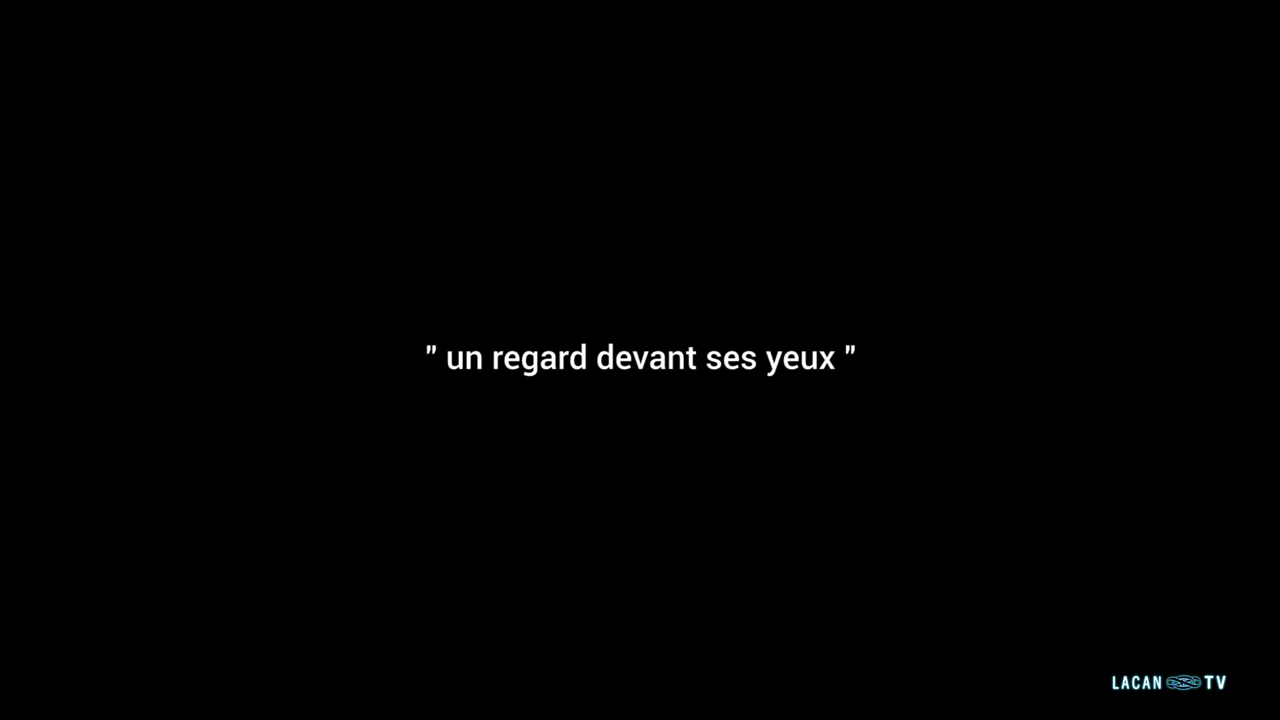 " un regard devant ses yeux "
LACAN TV